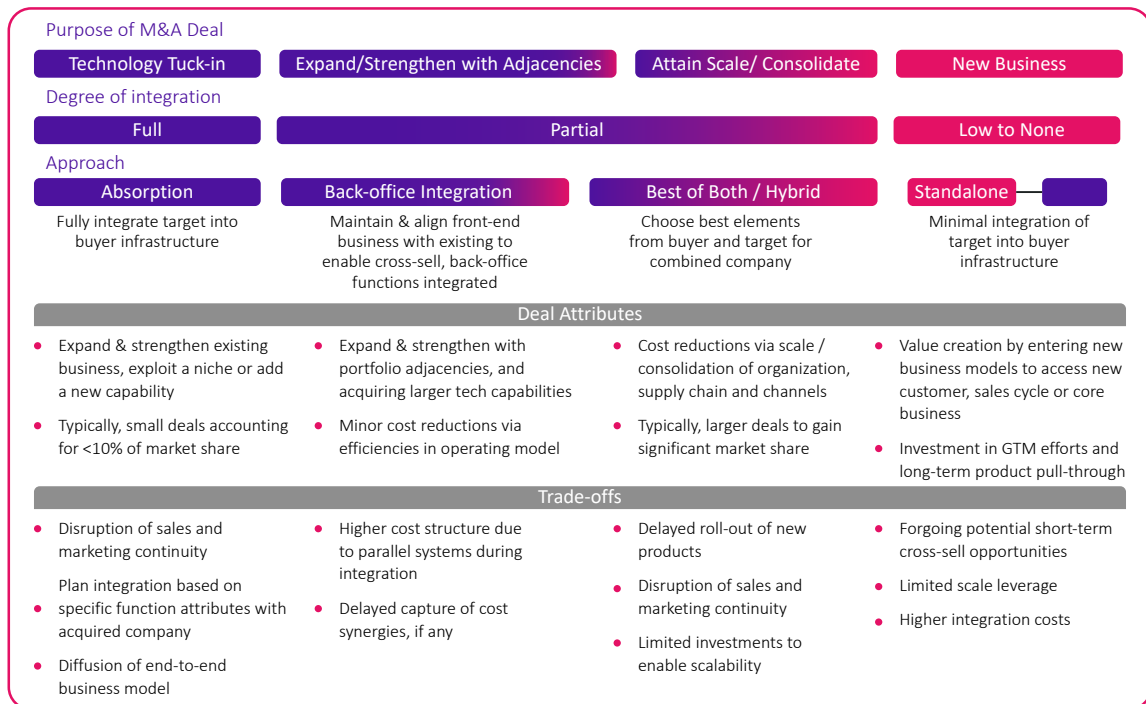 Purpose of M&A Deal
Technology Tuck-in
Expand/Strengthen with Adjacencies
Attain Scale/ Consolidate
New Business
Degree of integration
Full
Partial
Low to None
Approach
Absorption
Back-office Integration
Best of Both / Hybrid
Standalone
Fully integrate target into
buyer infrastructure
Maintain & align front-end
business with existing to
enable cross-sell, back-office
functions integrated
Choose best elements
from buyer and target for
combined company
Minimal integration of
target into buyer
infrastructure
Deal Attributes
• Expand & strengthen existing
business, exploit a niche or add
a new capability
• Typically, small deals accounting
for <10% of market share
• Expand & strengthen with
portfolio adjacencies, and
acquiring larger tech capabilities
• Minor cost reductions via
efficiencies in operating model
• Cost reductions via scale /
consolidation of organization,
supply chain and channels
• Typically, larger deals to gain
significant market share
• Value creation by entering new
business models to access new
customer, sales cycle or core
business
• Investment in GTM efforts and
long-term product pull-through
Trade-offs
• Disruption of sales and
marketing continuity
Plan integration based on
• specific function attributes with
acquired company
• Diffusion of end-to-end
business model
• Higher cost structure due
to parallel systems during
integration
• Delayed capture of cost
synergies, if any
• Delayed roll-out of new
products
• Disruption of sales and
marketing continuity
• Limited investments to
enable scalability
• Forgoing potential short-term
cross-sell opportunities
• Limited scale leverage
• Higher integration costs